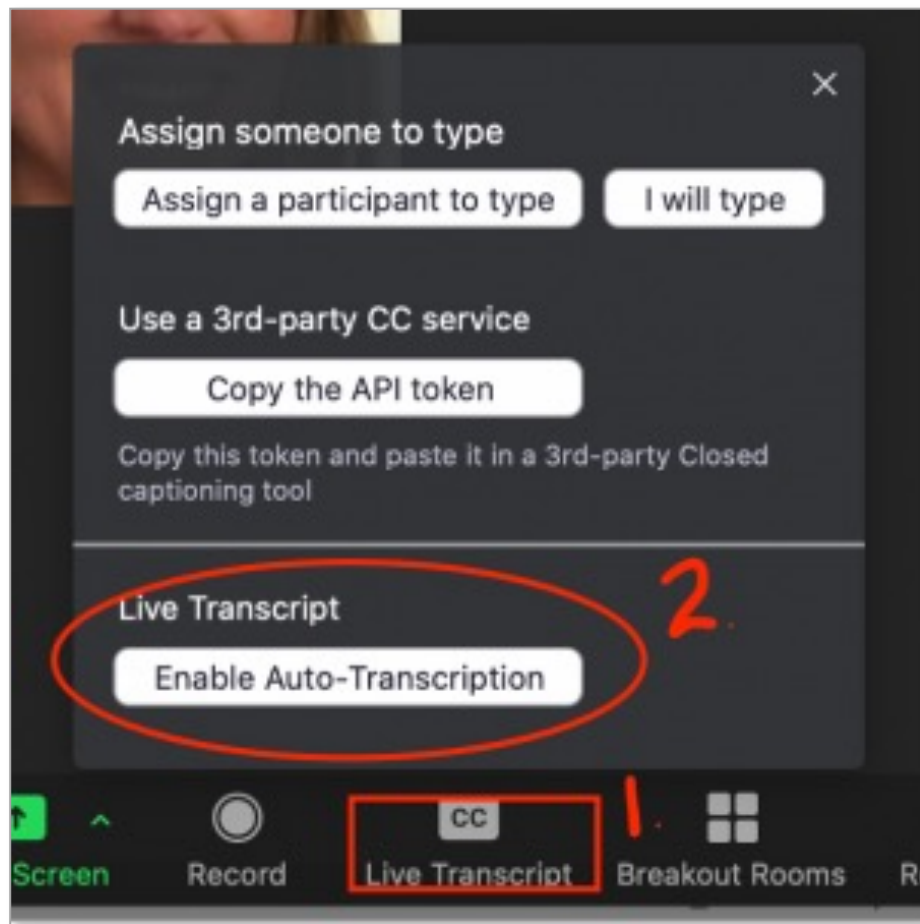 Assign someone to type
Assign a participant to type I will type
Use a 3rd-party CC service
Copy the API token
Copy this token and paste it in a 3rd-party Closed
captioning tool
Live Transcript
Enable Auto-Transcription
2.
1.
CC
Screen Record Live Transcript Breakout Rooms R